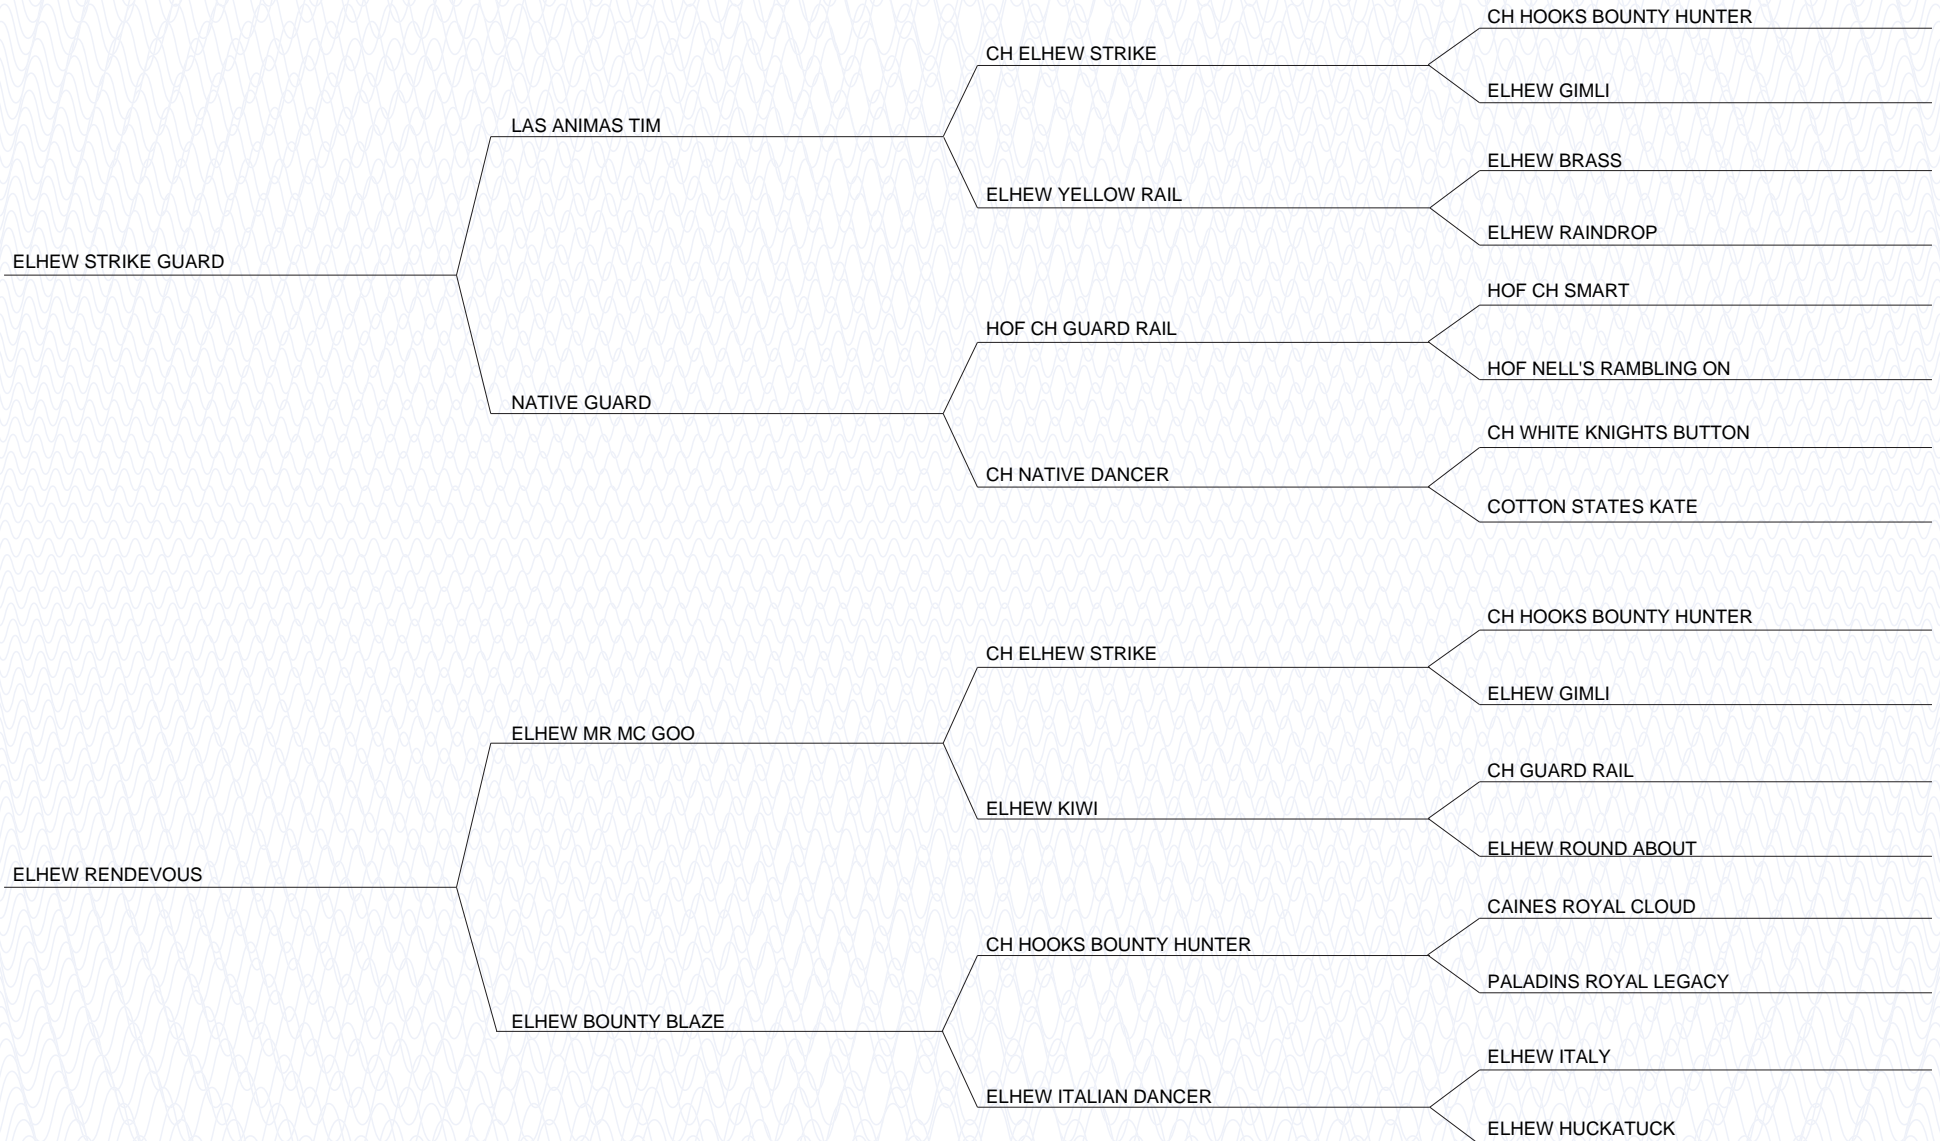 CH HOOKS BOUNTY HUNTER
CH ELHEW STRIKE
ELHEW GIMLI
LAS ANIMAS TIM
ELHEW BRASS
ELHEW YELLOW RAIL
ELHEW RAINDROP
ELHEW STRIKE GUARD
HOF CH SMART
HOF CH GUARD RAIL
HOF NELL'S RAMBLING ON
NATIVE GUARD
CH WHITE KNIGHTS BUTTON
CH NATIVE DANCER
COTTON STATES KATE
CH HOOKS BOUNTY HUNTER
CH ELHEW STRIKE
ELHEW GIMLI
ELHEW MR MC GOO
CH GUARD RAIL
ELHEW KIWI
ELHEW ROUND ABOUT
ELHEW RENDEVOUS
CAINES ROYAL CLOUD
CH HOOKS BOUNTY HUNTER
PALADINS ROYAL LEGACY
ELHEW BOUNTY BLAZE
ELHEW ITALY
ELHEW ITALIAN DANCER
ELHEW HUCKATUCK